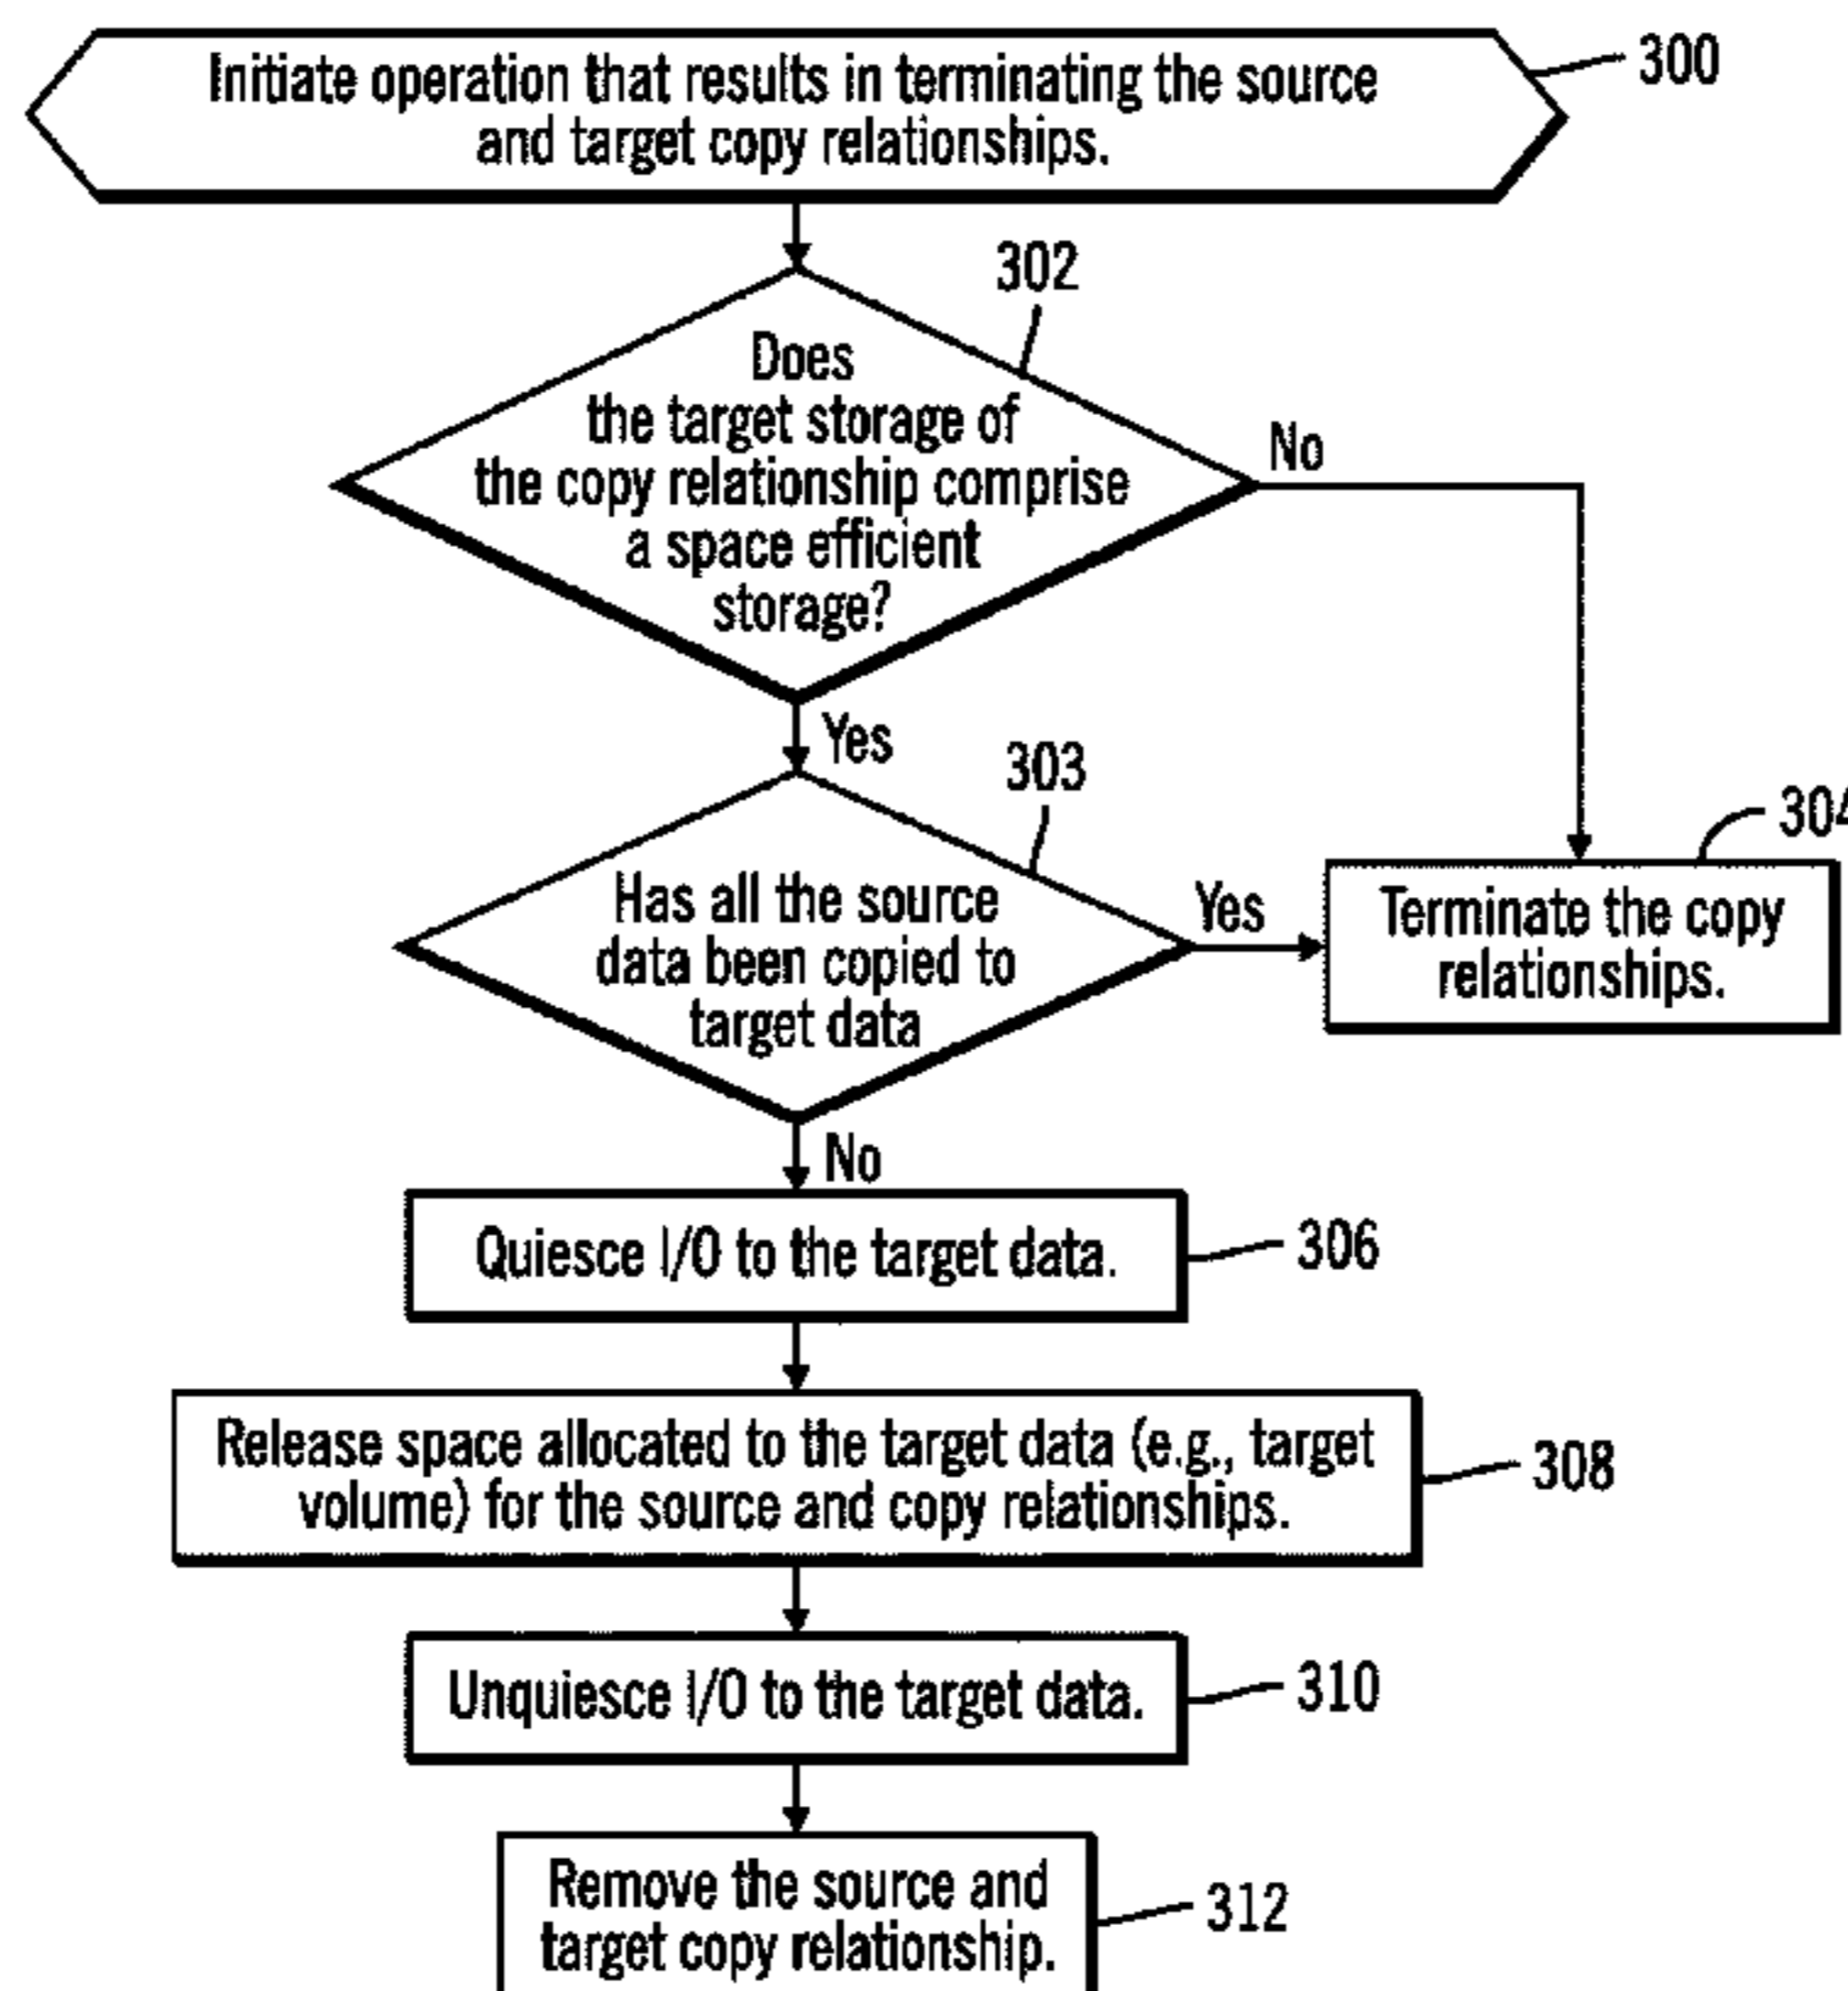 Initiate operation that results in terminating the source
and target copy relationships.
300
302
Does
the target storage of
the copy relationship comprise
a space efficient
storage?
No
Yes
303
304
Has all the source
data been copied to
target data
Yes
Terminate the copy
relationships.
No
Quiesce I/O to the target data.
306
Release space allocated to the target data (e.g., target
volume) for the source and copy relationships.
308
Unquiesce I/O to the target data.
310
Remove the source and
target copy relationship.
312